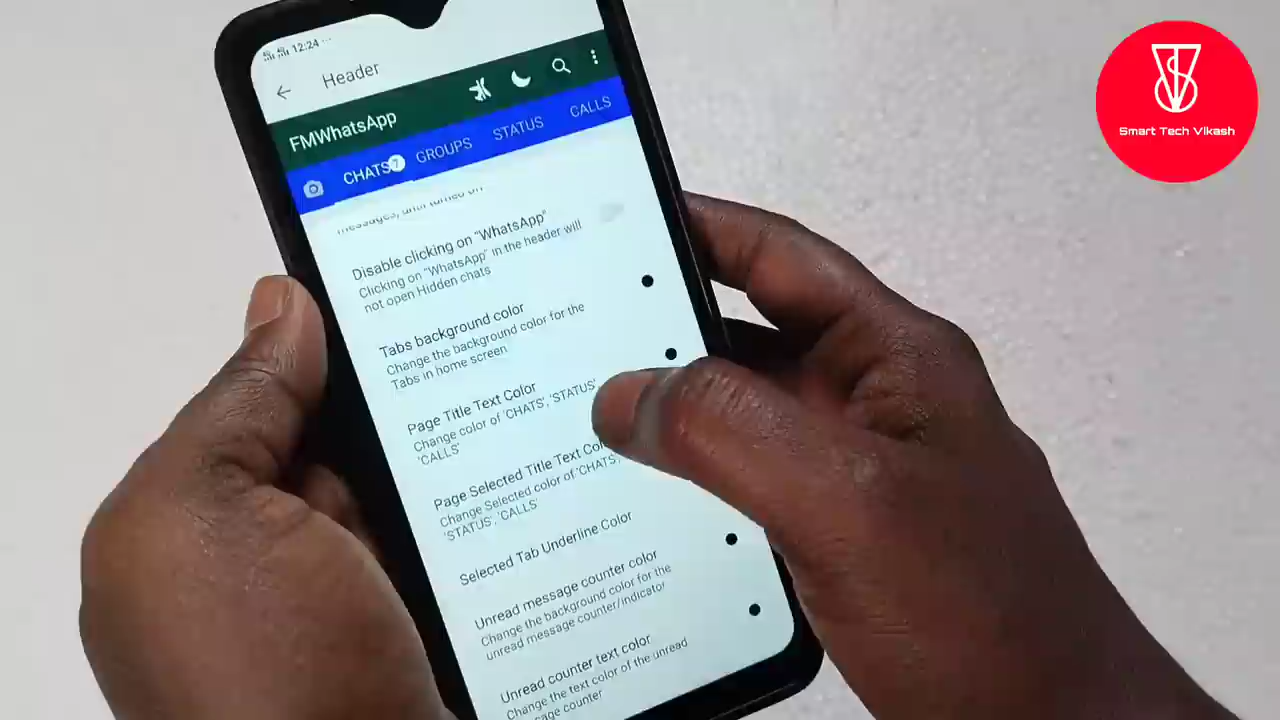 12:24
Header
FMWhatsApp
CHATS 7 GROUPS STATUS CALLS
messages, until turned off
Disable clicking on "WhatsApp"
Clicking on "WhatsApp" in the header will
not open Hidden chats
Tabs background color
Change the background color for the
Tabs in home screen
Page Title Text Color
Change color of 'CHATS', 'STATUS',
'CALLS'
Page Selected Title Text
Change Selected color of 'CHATS',
'STATUS', 'CALLS'
Selected Tab Underline Color
Unread message counter color
Change the background color for the
unread message counter/indicator
Unread counter text color
Change the text color of the unread
counter
Smart Tech Vikash